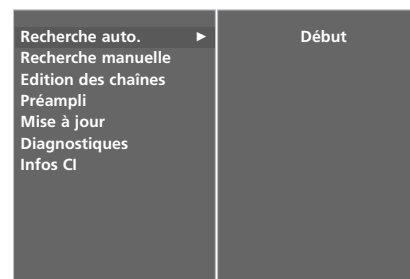 Recherche auto. ►
Début
Recherche manuelle
Edition des chaînes
Préampli
Mise à jour
Diagnostiques
Infos CI